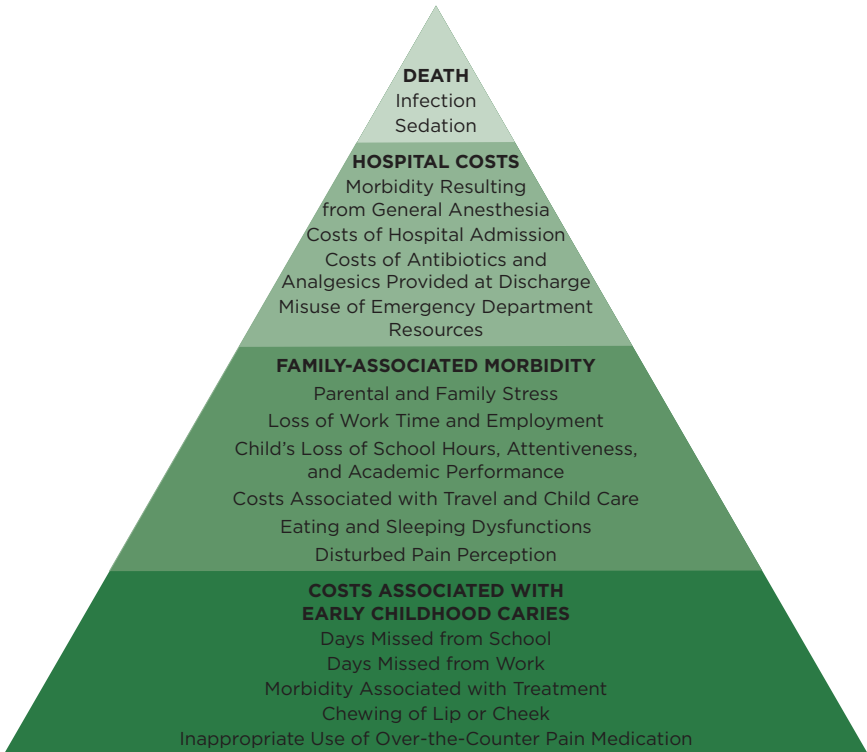 DEATH
Infection
Sedation
HOSPITAL COSTS
Morbidity Resulting
from General Anesthesia
Costs of Hospital Admission
Costs of Antibiotics and
Analgesics Provided at Discharge
Misuse of Emergency Department
Resources
FAMILY-ASSOCIATED MORBIDITY
Parental and Family Stress
Loss of Work Time and Employment
Child’s Loss of School Hours, Attentiveness,
and Academic Performance
Costs Associated with Travel and Child Care
Eating and Sleeping Dysfunctions
Disturbed Pain Perception
COSTS ASSOCIATED WITH
EARLY CHILDHOOD CARIES
Days Missed from School
Days Missed from Work
Morbidity Associated with Treatment
Chewing of Lip or Cheek
Inappropriate Use of Over-the-Counter Pain Medication